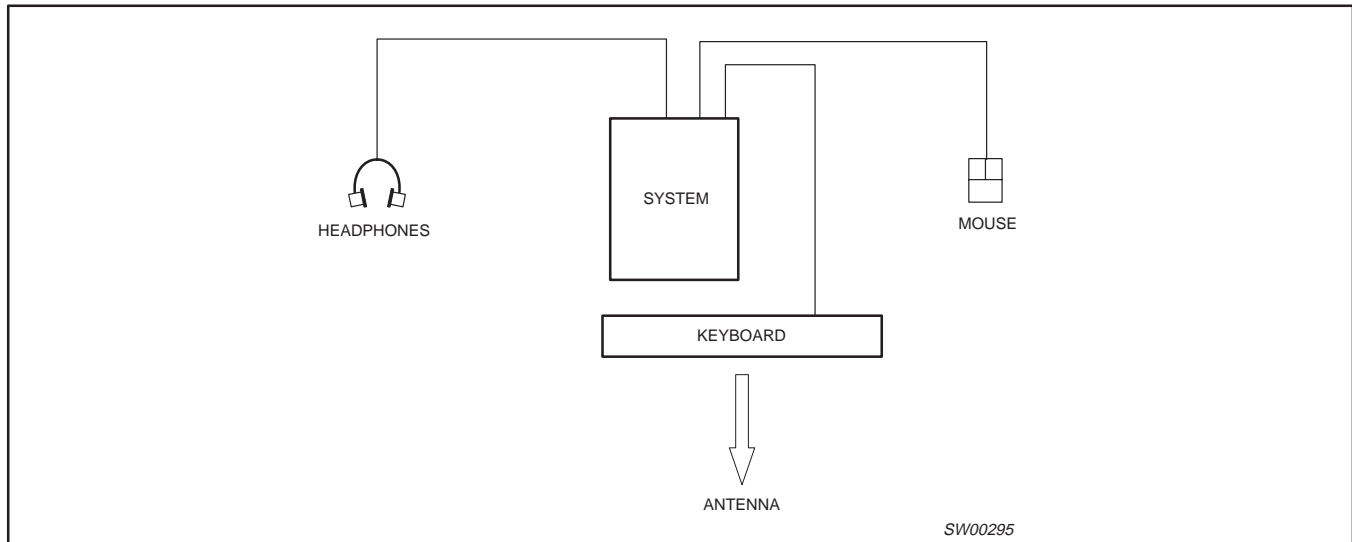 SYSTEM
HEADPHONES
MOUSE
KEYBOARD
ANTENNA
SW00295